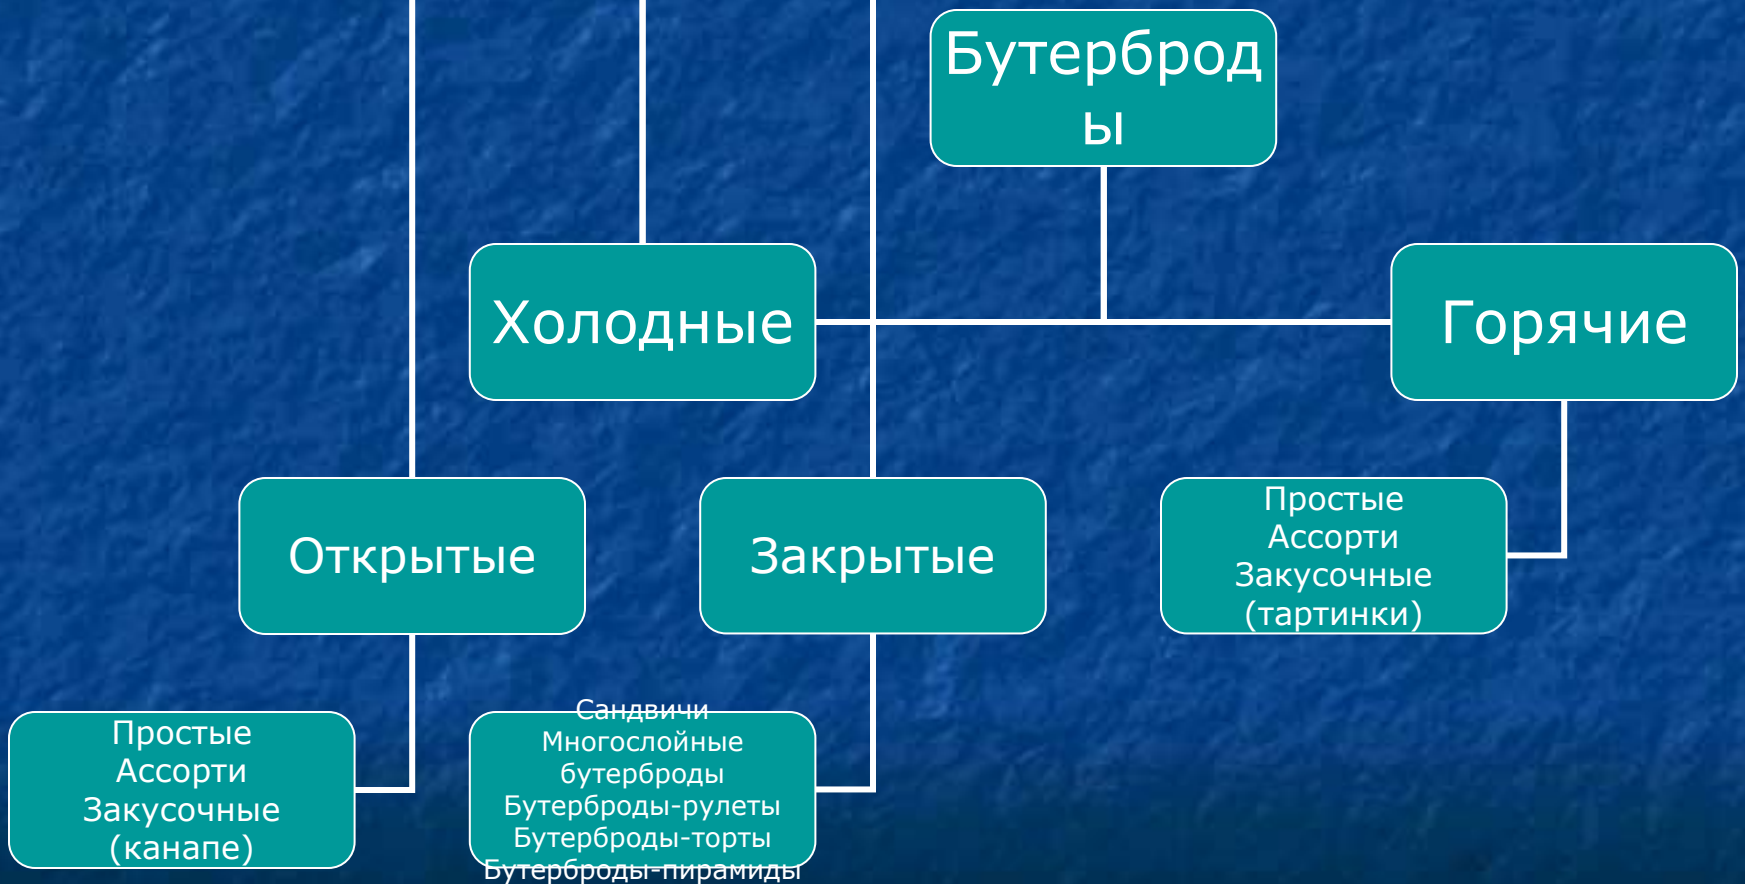 Бутерброд
ы
Холодные
Горячие
Открытые
Закрытые
Простые
Ассорти
Закусочные
(тартинки)
Простые
Ассорти
Закусочные
(канапе)
Сандвичи
Многослойные
бутерброды
Бутерброды-рулеты
Бутерброды-торты
Бутерброды-пирамиды